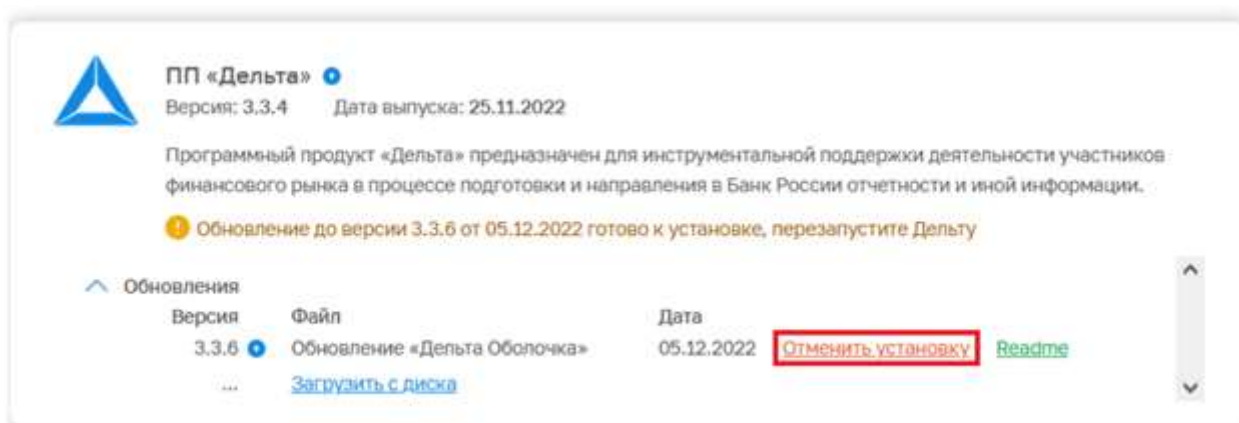 ПП «Дельта»
Версия: 3.3.4 Дата выпуска: 25.11.2022
Программный продукт «Дельта» предназначен для инструментальной поддержки деятельности участников
финансового рынка в процессе подготовки и направления в Банк России отчетности и иной информации.
Обновление до версии 3.3.6 от 05.12.2022 готово к установке, перезапустите Дельту
Обновления
Версия Файл Дата
3.3.6 Обновление «Дельта Оболочка» 05.12.2022 Отменить установку Readme
... Загрузить с диска